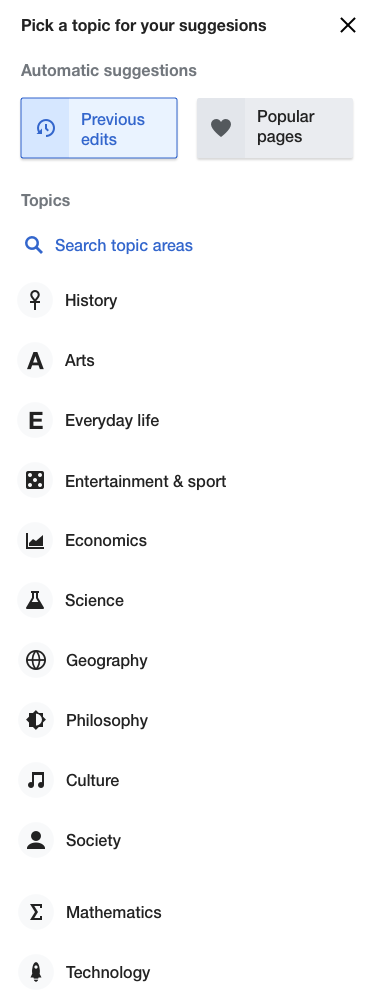 Pick a topic for your suggesions
Automatic suggestions
Previous
edits
Popular
pages
Topics
Search topic areas
History
A Arts
E Everyday life
Entertainment & sport
Economics
Science
Geography
Philosophy
Culture
Society
Σ Mathematics
Technology